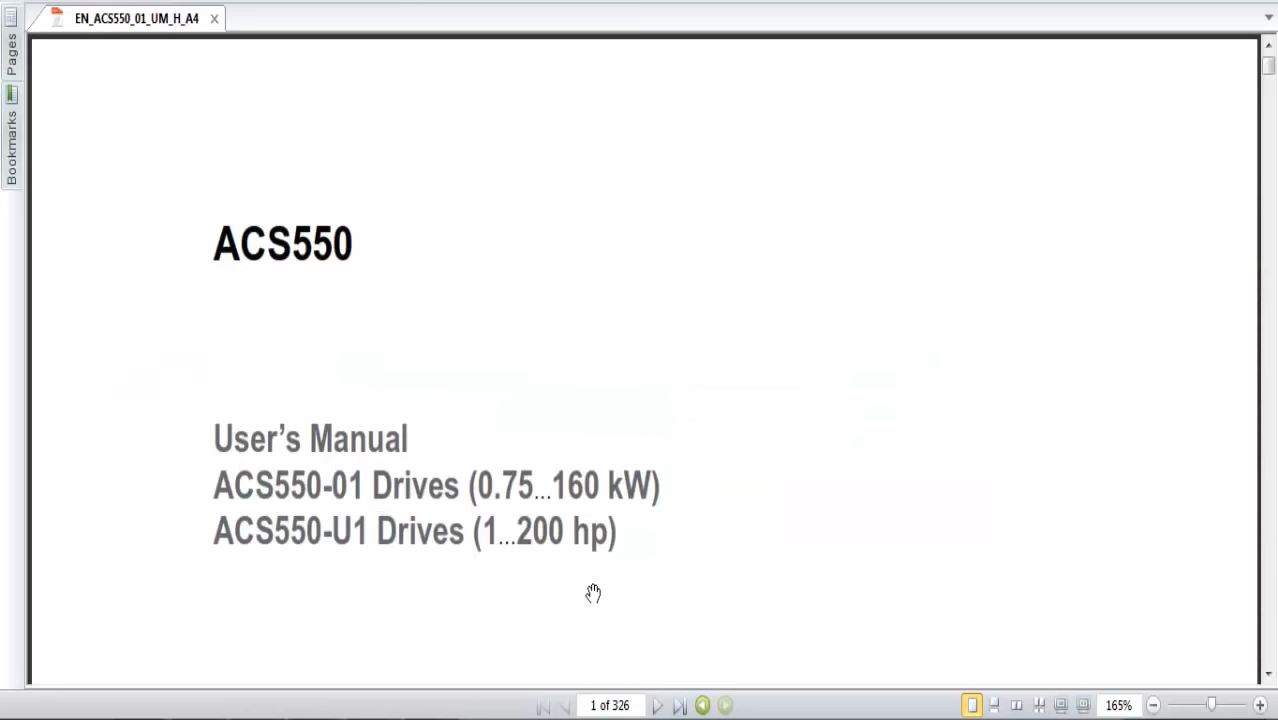 EN_ACS550_01_UM_H_A4
Pages
Bookmarks
ACS550
User's Manual
ACS550-01 Drives (0.75...160 kW)
ACS550-U1 Drives (1...200 hp)
1 of 326
165%